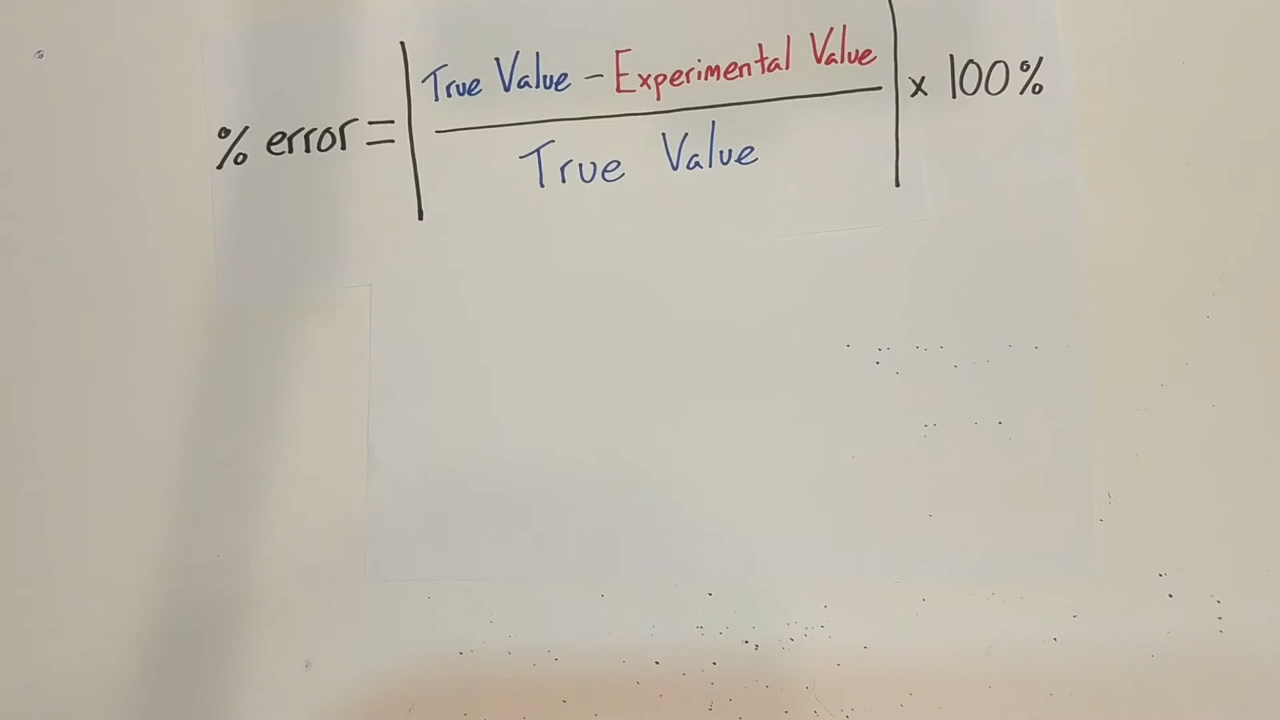 % error = | True Value - Experimental Value | x 100%
True Value